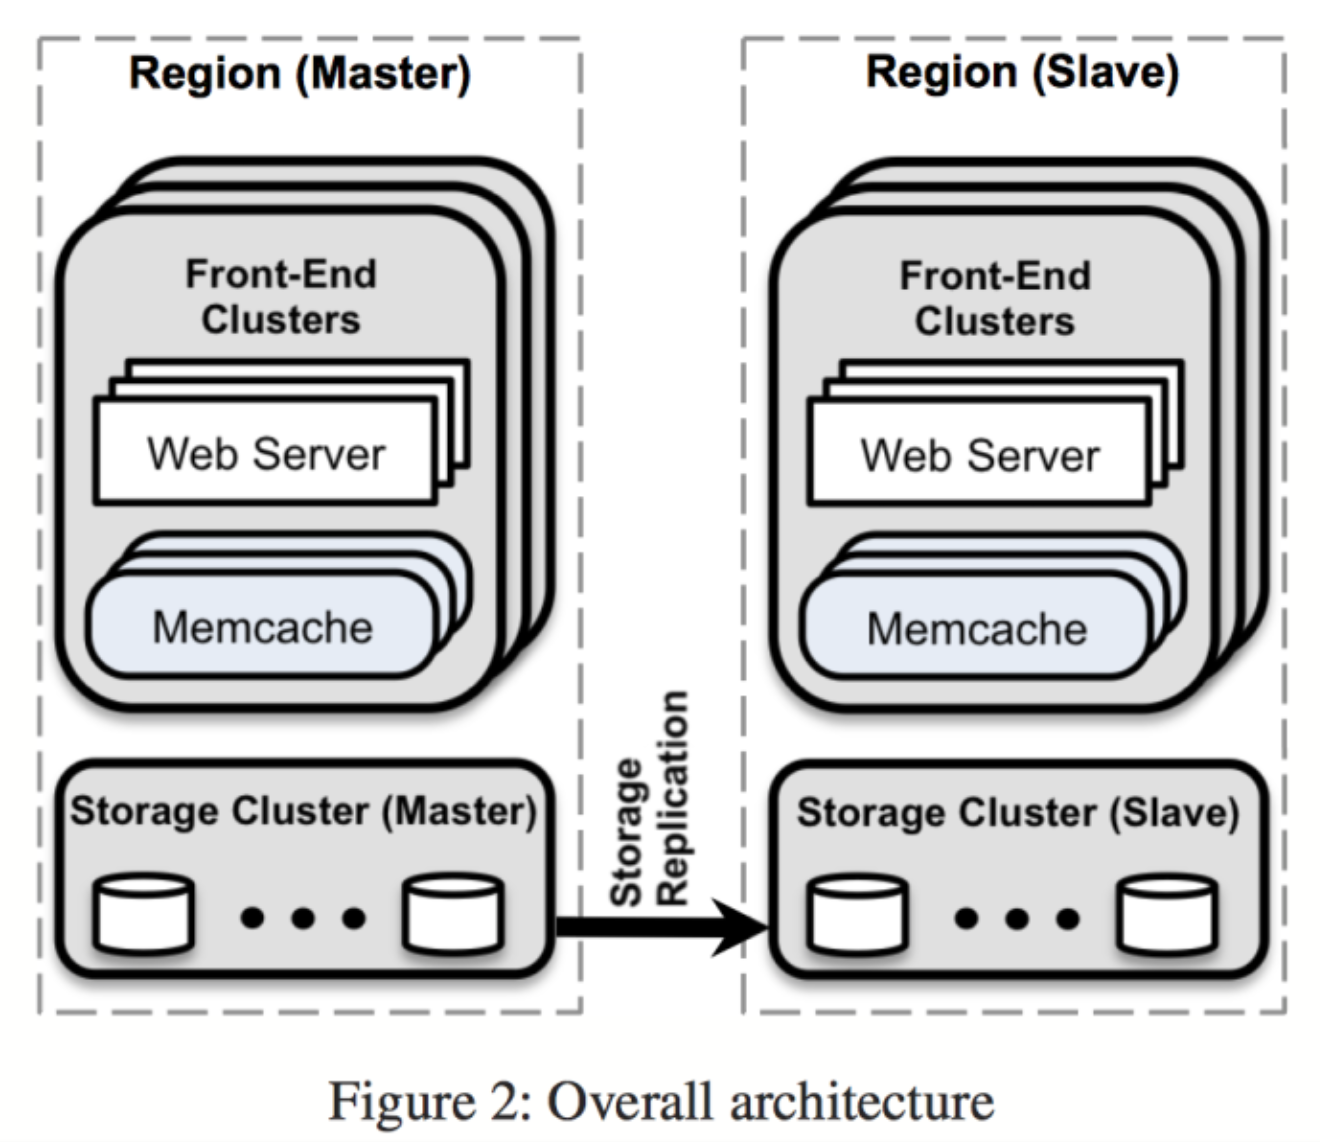 Region (Master)
Front-End
Clusters
Web Server
Memcache
Storage Cluster (Master)
Storage
Replication
Region (Slave)
Front-End
Clusters
Web Server
Memcache
Storage Cluster (Slave)
Figure 2: Overall architecture